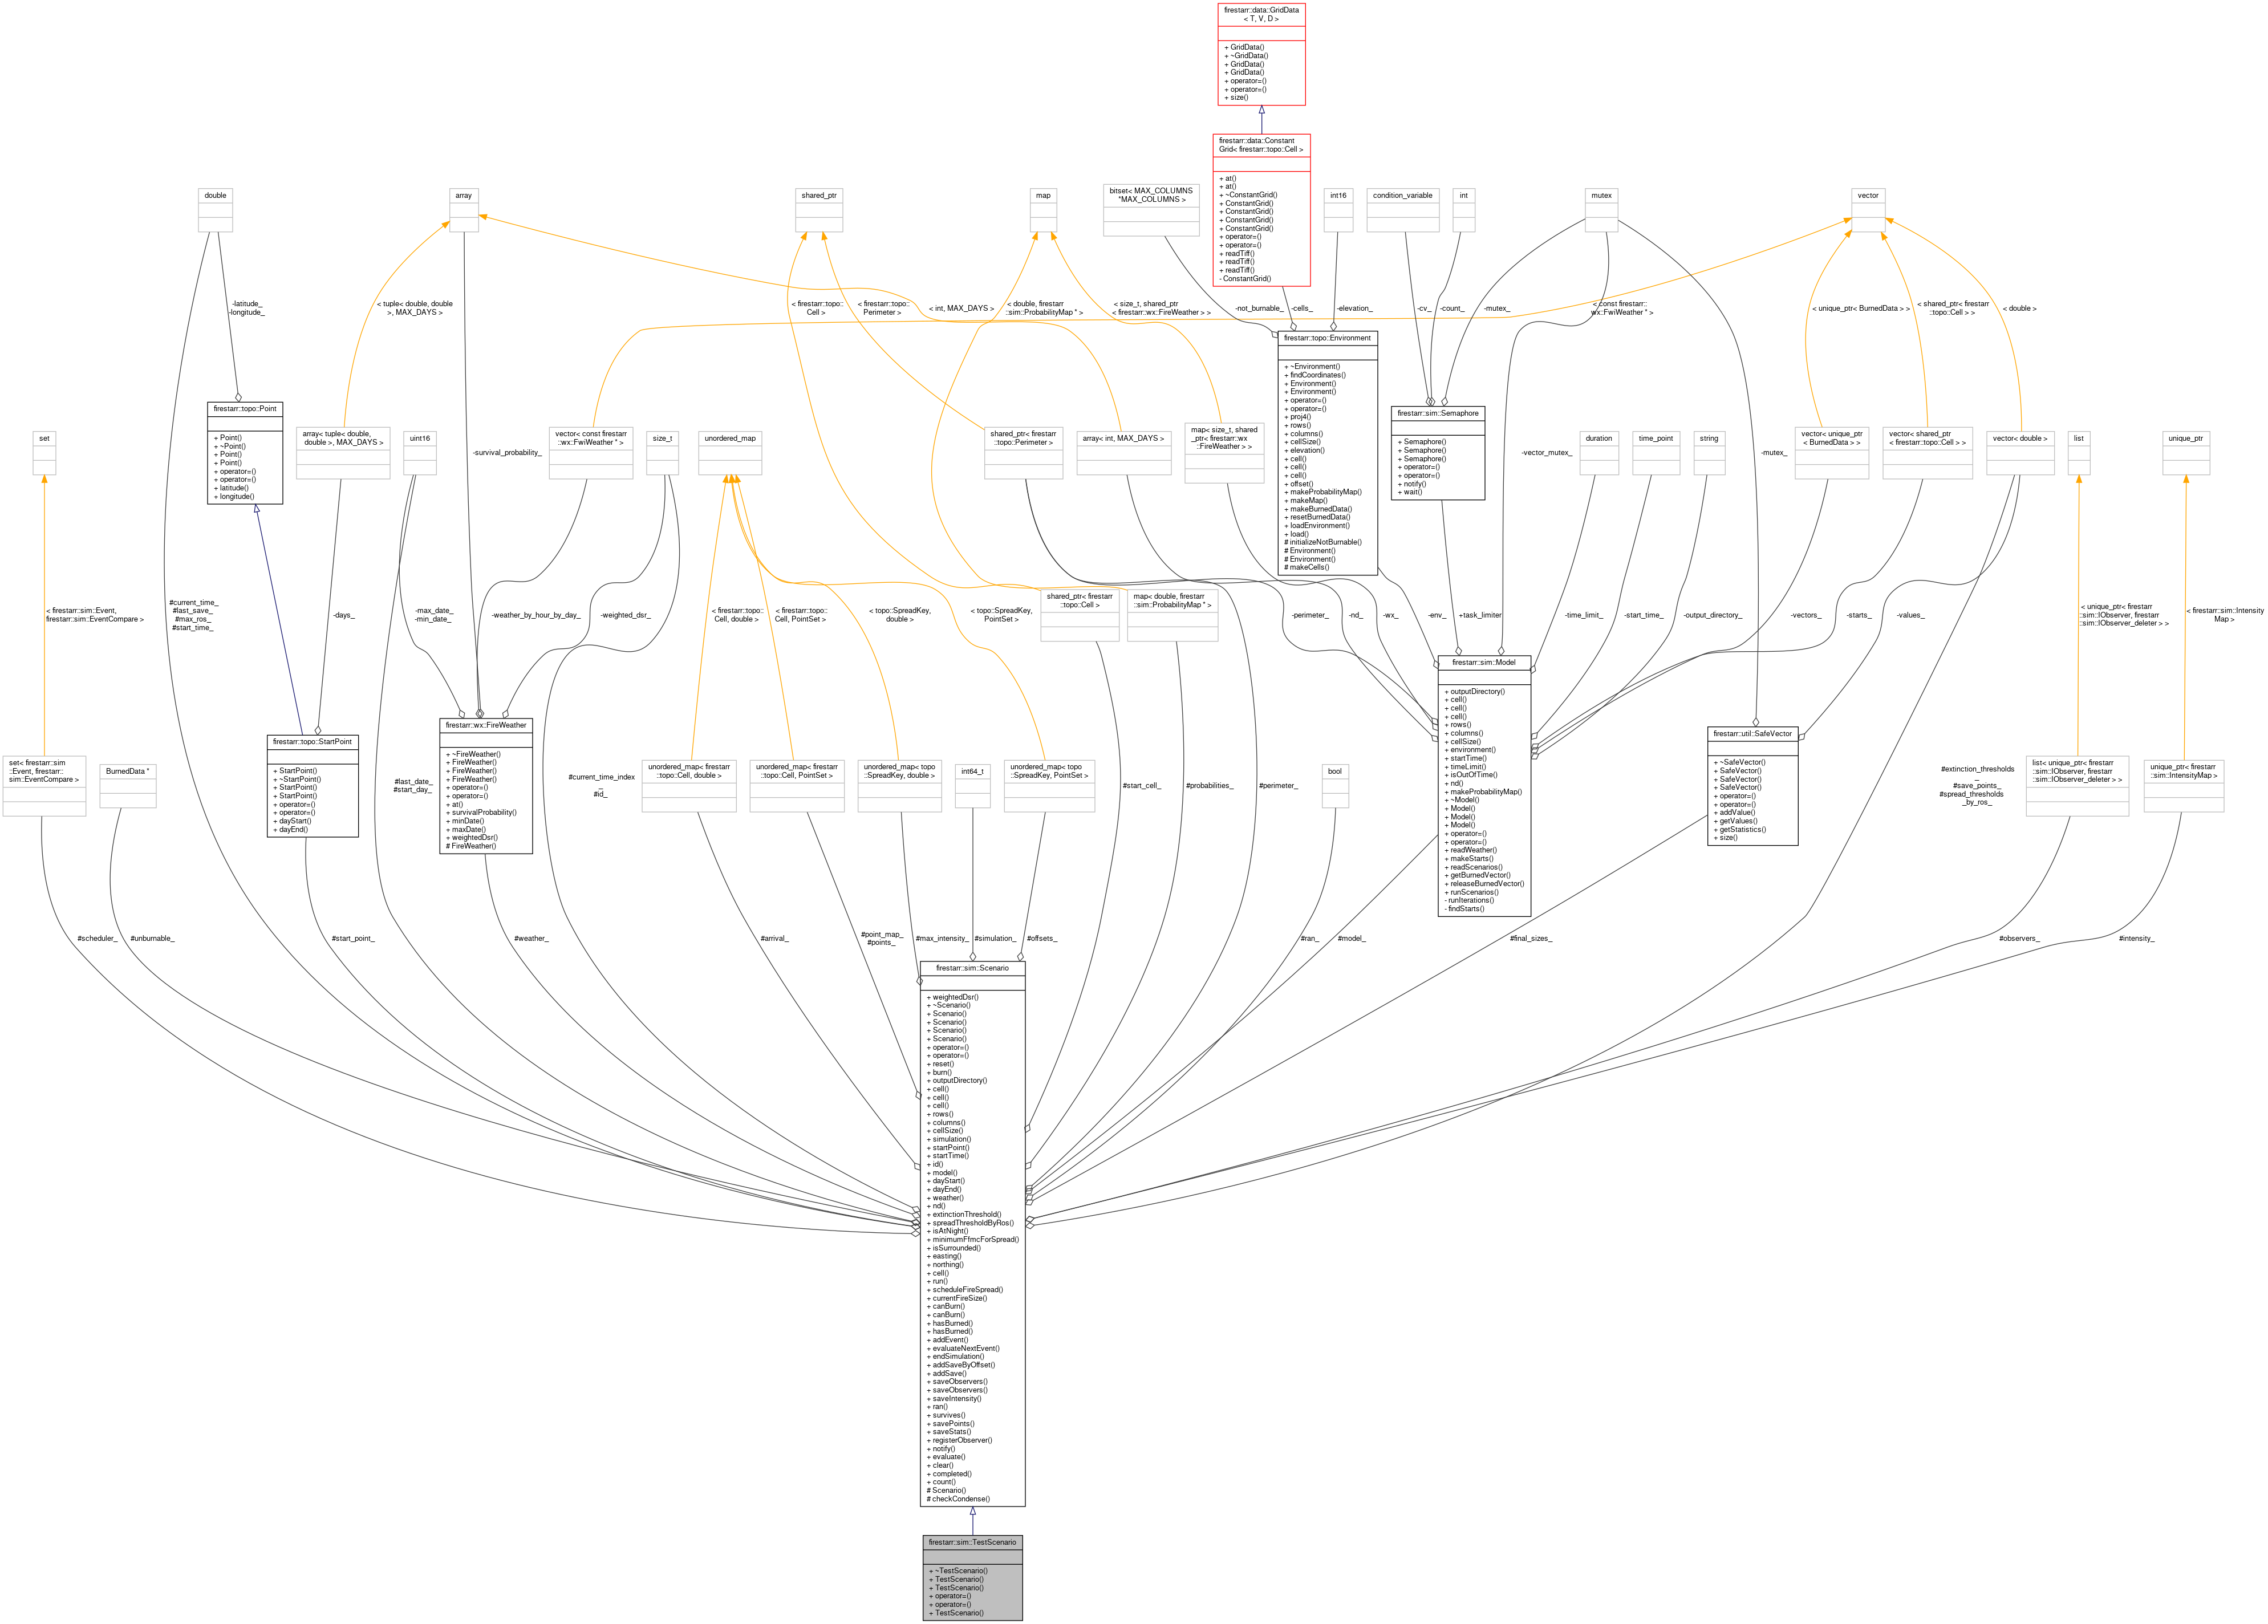 firestarr::data::GridData
< T, V, D >
+ GridData()
+ ~GridData()
+ GridData()
+ GridData()
+ operator=()
+ operator=()
+ size()
firestarr::data::Constant
Grid< firestarr::topo::Cell >
+ at()
+ at()
+ ~ConstantGrid()
+ ConstantGrid()
+ ConstantGrid()
+ ConstantGrid()
+ ConstantGrid()
+ operator=()
+ operator=()
+ readTiff()
+ readTiff()
+ readTiff()
- ConstantGrid()
double
array
shared_ptr
map
bitset< MAX_COLUMNS
*MAX_COLUMNS >
int16
condition_variable
int
mutex
vector
-latitude_
-longitude_
< tuple< double, double
>, MAX_DAYS >
< firestarr::topo::
Cell >
< firestarr::topo::
Perimeter >
< int, MAX_DAYS >
< double, firestarr
::sim::ProbabilityMap * >
< size_t, shared_ptr
< firestarr::wx::FireWeather > >
-not_burnable_
-cells_
-elevation_
-cv_
-count_
-mutex_
< const firestarr::
wx::FwiWeather * >
< unique_ptr< BurnedData > >
< shared_ptr< firestarr
::topo::Cell > >
< double >
firestarr::topo::Environment
+ ~Environment()
+ findCoordinates()
+ Environment()
+ Environment()
+ operator=()
+ operator=()
+ proj4()
+ rows()
+ columns()
+ cellSize()
+ elevation()
+ cell()
+ cell()
+ cell()
+ offset()
+ makeProbabilityMap()
+ makeMap()
+ makeBurnedData()
+ resetBurnedData()
+ loadEnvironment()
+ load()
# initializeNotBurnable()
# Environment()
# Environment()
# makeCells()
firestarr::topo::Point
+ Point()
+ ~Point()
+ Point()
+ Point()
+ operator=()
+ operator=()
+ latitude()
+ longitude()
firestarr::sim::Semaphore
+ Semaphore()
+ Semaphore()
+ Semaphore()
+ operator=()
+ operator=()
+ notify()
+ wait()
set
array< tuple< double,
double >, MAX_DAYS >
uint16
-survival_probability_
vector< const firestarr
::wx::FwiWeather * >
size_t
unordered_map
shared_ptr< firestarr
::topo::Perimeter >
array< int, MAX_DAYS >
map< size_t, shared
_ptr< firestarr::wx
::FireWeather > >
-vector_mutex_
duration
time_point
string
-mutex_
vector< unique_ptr
< BurnedData > >
vector< shared_ptr
< firestarr::topo::Cell > >
vector< double >
list
unique_ptr
< firestarr::sim::Event,
firestarr::sim::EventCompare >
#current_time_
#last_save_
#max_ros_
#start_time_
-days_
-max_date_
-min_date_
-weather_by_hour_by_day_
-weighted_dsr_
< firestarr::topo::
Cell, double >
< firestarr::topo::
Cell, PointSet >
< topo::SpreadKey,
double >
< topo::SpreadKey,
PointSet >
shared_ptr< firestarr
::topo::Cell >
map< double, firestarr
::sim::ProbabilityMap * >
-perimeter_
-nd_
-wx_
-env_
+task_limiter
-time_limit_
-start_time_
-output_directory_
-vectors_
-starts_
-values_
< unique_ptr< firestarr
::sim::IObserver, firestarr
::sim::IObserver_deleter > >
< firestarr::sim::Intensity
Map >
firestarr::sim::Model
+ outputDirectory()
+ cell()
+ cell()
+ cell()
+ rows()
+ columns()
+ cellSize()
+ environment()
+ startTime()
+ timeLimit()
+ isOutOfTime()
+ nd()
+ makeProbabilityMap()
+ ~Model()
+ Model()
+ Model()
+ Model()
+ operator=()
+ operator=()
+ readWeather()
+ makeStarts()
+ readScenarios()
+ getBurnedVector()
+ releaseBurnedVector()
+ runScenarios()
- runIterations()
- findStarts()
firestarr::topo::StartPoint
+ StartPoint()
+ ~StartPoint()
+ StartPoint()
+ StartPoint()
+ operator=()
+ operator=()
+ dayStart()
+ dayEnd()
firestarr::wx::FireWeather
+ ~FireWeather()
+ FireWeather()
+ FireWeather()
+ FireWeather()
+ operator=()
+ operator=()
+ at()
+ survivalProbability()
+ minDate()
+ maxDate()
+ weightedDsr()
# FireWeather()
firestarr::util::SafeVector
+ ~SafeVector()
+ SafeVector()
+ SafeVector()
+ SafeVector()
+ operator=()
+ operator=()
+ addValue()
+ getValues()
+ getStatistics()
+ size()
set< firestarr::sim
::Event, firestarr::
sim::EventCompare >
BurnedData *
#last_date_
#start_day_
#current_time_index
_
#id_
unordered_map< firestarr
::topo::Cell, double >
unordered_map< firestarr
::topo::Cell, PointSet >
unordered_map< topo
::SpreadKey, double >
int64_t
unordered_map< topo
::SpreadKey, PointSet >
#start_cell_
#probabilities_
#perimeter_
bool
#extinction_thresholds
_
#save_points_
#spread_thresholds
_by_ros_
list< unique_ptr< firestarr
::sim::IObserver, firestarr
::sim::IObserver_deleter > >
unique_ptr< firestarr
::sim::IntensityMap >
#scheduler_
#unburnable_
#start_point_
#weather_
#arrival_
#point_map_
#points_
#max_intensity_
#simulation_
#offsets_
#ran_
#model_
#final_sizes_
#observers_
#intensity_
firestarr::sim::Scenario
+ weightedDsr()
+ ~Scenario()
+ Scenario()
+ Scenario()
+ Scenario()
+ Scenario()
+ operator=()
+ operator=()
+ reset()
+ burn()
+ outputDirectory()
+ cell()
+ cell()
+ cell()
+ rows()
+ columns()
+ cellSize()
+ simulation()
+ startPoint()
+ startTime()
+ id()
+ model()
+ dayStart()
+ dayEnd()
+ weather()
+ nd()
+ extinctionThreshold()
+ spreadThresholdByRos()
+ isAtNight()
+ minimumFfmcForSpread()
+ isSurrounded()
+ easting()
+ northing()
+ cell()
+ run()
+ scheduleFireSpread()
+ currentFireSize()
+ canBurn()
+ canBurn()
+ hasBurned()
+ hasBurned()
+ addEvent()
+ evaluateNextEvent()
+ endSimulation()
+ addSaveByOffset()
+ addSave()
+ saveObservers()
+ saveObservers()
+ saveIntensity()
+ ran()
+ survives()
+ savePoints()
+ saveStats()
+ registerObserver()
+ notify()
+ evaluate()
+ clear()
+ completed()
+ count()
# Scenario()
# checkCondense()
firestarr::sim::TestScenario
+ ~TestScenario()
+ TestScenario()
+ TestScenario()
+ operator=()
+ operator=()
+ TestScenario()